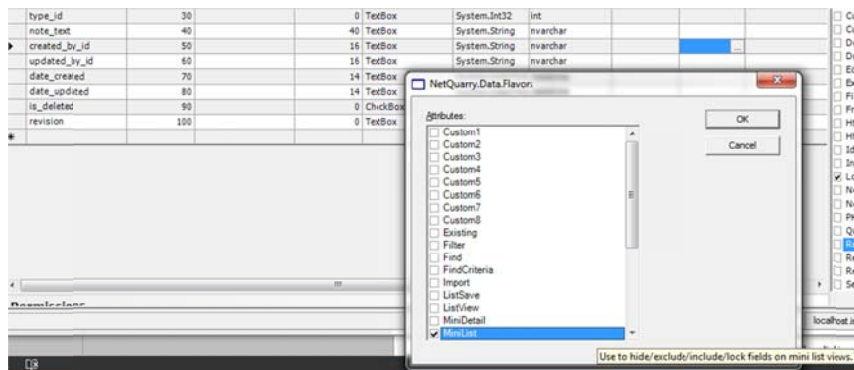 type_id 30 0 TextBox System.Int32 int
note_text 40 40 TextBox System.String nvarchar
created_by_id 50 16 TextBox System.String nvarchar ...
updated_by_id 60 16 TextBox System.String nvarchar
date_created 70 14 TextBox
date_updated 80 14 TextBox
is_deleted 90 0 CheckBox
revision 100 0 TextBox
NetQuarry.Data.Flavors
Attributes:
OK
Cancel
Custom1
Custom2
Custom3
Custom4
Custom5
Custom6
Custom7
Custom8
Existing
Filter
Find
FindCriteria
Import
ListSave
ListView
MiniDetail
MiniList
Use to hide/exclude/include/lock fields on mini list views.
Permissions